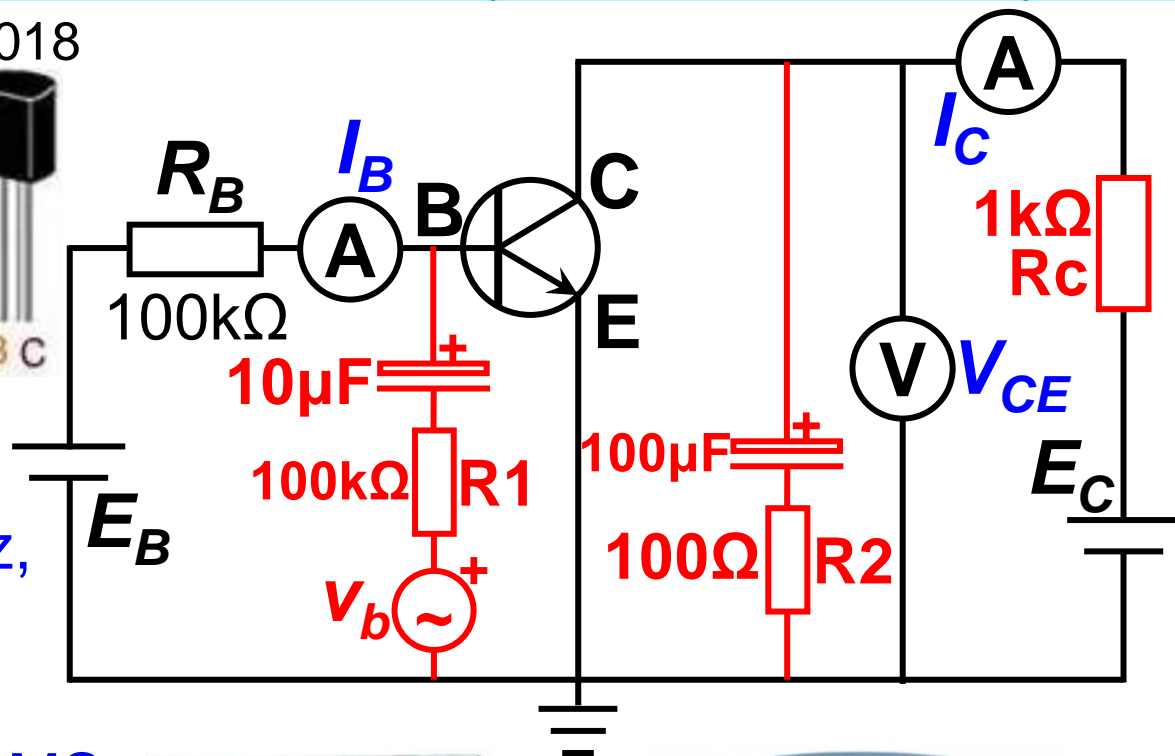 018
C
R_B
100kΩ
I_B
A
B
C
E
10µF
+
100kΩ
R1
v_b
+
~
E_B
z,
100µF
+
100Ω
R2
A
I_C
1kΩ
Rc
V
V_CE
E_C